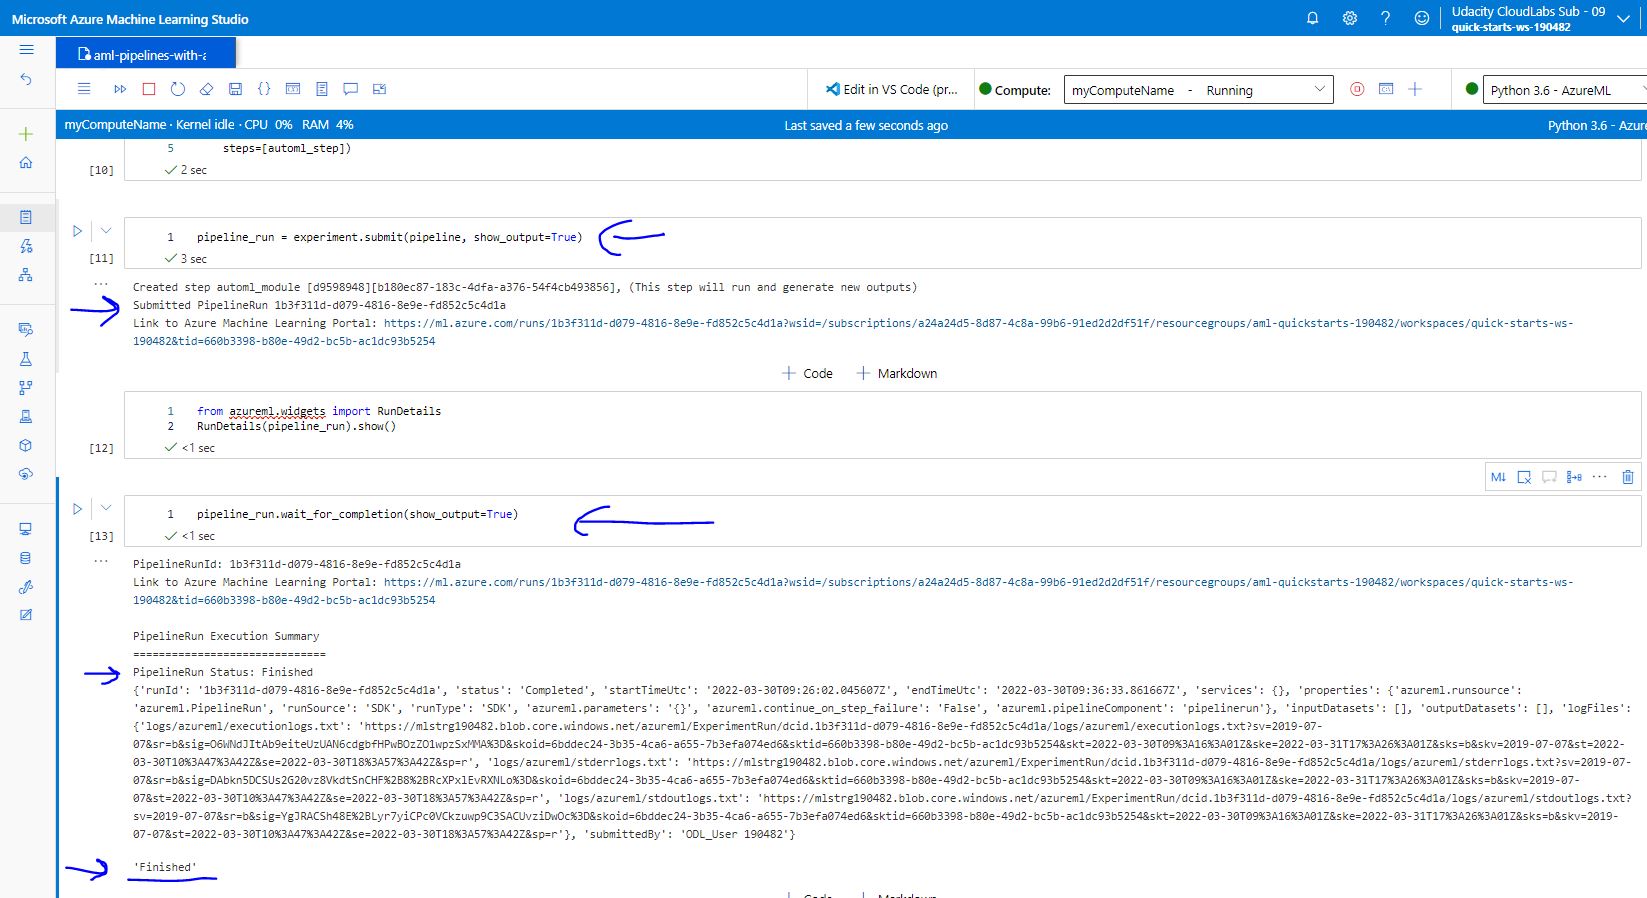 Microsoft Azure Machine Learning Studio
Udacity CloudLabs Sub - 09
quick-starts-ws-190482
aml-pipelines-with-a
Edit in VS Code (pr...
Compute:
myComputeName - Running
Python 3.6 - AzureML
myComputeName · Kernel idle · CPU 0% RAM 4%
Last saved a few seconds ago
Python 3.6 - Azure
5 steps=[automl_step])
[10]
2 sec
1 pipeline_run = experiment.submit(pipeline, show_output=True)
[11]
3 sec
Created step automl_module [d9598948][b180ec87-183c-4dfa-a376-54f4cb493856], (This step will run and generate new outputs)
Submitted PipelineRun 1b3f311d-d079-4816-8e9e-fd852c5c4d1a
Link to Azure Machine Learning Portal: https://ml.azure.com/runs/1b3f311d-d079-4816-8e9e-fd852c5c4d1a?wsid=/subscriptions/a24a24d5-8d87-4c8a-99b6-91ed2d2df51f/resourcegroups/aml-quickstarts-190482/workspaces/quick-starts-ws-
190482&tid=660b3398-b80e-49d2-bc5b-ac1dc93b5254
Code Markdown
1 from azureml.widgets import RunDetails
2 RunDetails(pipeline_run).show()
[12]
<1 sec
1 pipeline_run.wait_for_completion(show_output=True)
[13]
<1 sec
PipelineRunId: 1b3f311d-d079-4816-8e9e-fd852c5c4d1a
Link to Azure Machine Learning Portal: https://ml.azure.com/runs/1b3f311d-d079-4816-8e9e-fd852c5c4d1a?wsid=/subscriptions/a24a24d5-8d87-4c8a-99b6-91ed2d2df51f/resourcegroups/aml-quickstarts-190482/workspaces/quick-starts-ws-
190482&tid=660b3398-b80e-49d2-bc5b-ac1dc93b5254
PipelineRun Execution Summary
==============================
PipelineRun Status: Finished
{'runId': '1b3f311d-d079-4816-8e9e-fd852c5c4d1a', 'status': 'Completed', 'startTimeUtc': '2022-03-30T09:26:02.045607Z', 'endTimeUtc': '2022-03-30T09:36:33.861667Z', 'services': {}, 'properties': {'azureml.runsource':
'azureml.PipelineRun', 'runSource': 'SDK', 'runType': 'SDK', 'azureml.parameters': '{}', 'azureml.continue_on_step_failure': 'False', 'azureml.pipelineComponent': 'pipelinerun'}, 'inputDatasets': [], 'outputDatasets': [], 'logFiles':
{'logs/azureml/executionlogs.txt': 'https://mlstrg190482.blob.core.windows.net/azureml/ExperimentRun/dcid.1b3f311d-d079-4816-8e9e-fd852c5c4d1a/logs/azureml/executionlogs.txt?sv=2019-07-
07&sr=b&sig=O6WNdJItAb9eiteUzUAN6cdgbfHPwBOzZO1wpzSxMMA%3D&skoid=6bddec24-3b35-4ca6-a655-7b3efa074ed6&sktid=660b3398-b80e-49d2-bc5b-ac1dc93b5254&skt=2022-03-30T09%3A16%3A01Z&ske=2022-03-31T17%3A26%3A01Z&sks=b&skv=2019-07-07&st=2022-
03-30T10%3A47%3A42Z&se=2022-03-30T18%3A57%3A42Z&sp=r', 'logs/azureml/stderrlogs.txt': 'https://mlstrg190482.blob.core.windows.net/azureml/ExperimentRun/dcid.1b3f311d-d079-4816-8e9e-fd852c5c4d1a/logs/azureml/stderrlogs.txt?sv=2019-07-
07&sr=b&sig=DAbkn5DCSUs2G20vz8VkdtSnCHF%2B8%2BRcXPxlEvRXNLo%3D&skoid=6bddec24-3b35-4ca6-a655-7b3efa074ed6&sktid=660b3398-b80e-49d2-bc5b-ac1dc93b5254&skt=2022-03-30T09%3A16%3A01Z&ske=2022-03-31T17%3A26%3A01Z&sks=b&skv=2019-07-
07&st=2022-03-30T10%3A47%3A42Z&se=2022-03-30T18%3A57%3A42Z&sp=r', 'logs/azureml/stdoutlogs.txt': 'https://mlstrg190482.blob.core.windows.net/azureml/ExperimentRun/dcid.1b3f311d-d079-4816-8e9e-fd852c5c4d1a/logs/azureml/stdoutlogs.txt?
sv=2019-07-07&sr=b&sig=YgJRACSh48E%2BLyr7yiCPc0VCkzuwp9C3SACUvziDwOc%3D&skoid=6bddec24-3b35-4ca6-a655-7b3efa074ed6&sktid=660b3398-b80e-49d2-bc5b-ac1dc93b5254&skt=2022-03-30T09%3A16%3A01Z&ske=2022-03-31T17%3A26%3A01Z&sks=b&skv=2019-
07-07&st=2022-03-30T10%3A47%3A42Z&se=2022-03-30T18%3A57%3A42Z&sp=r'}, 'submittedBy': 'ODL_User 190482'}
'Finished'
Code Markdown